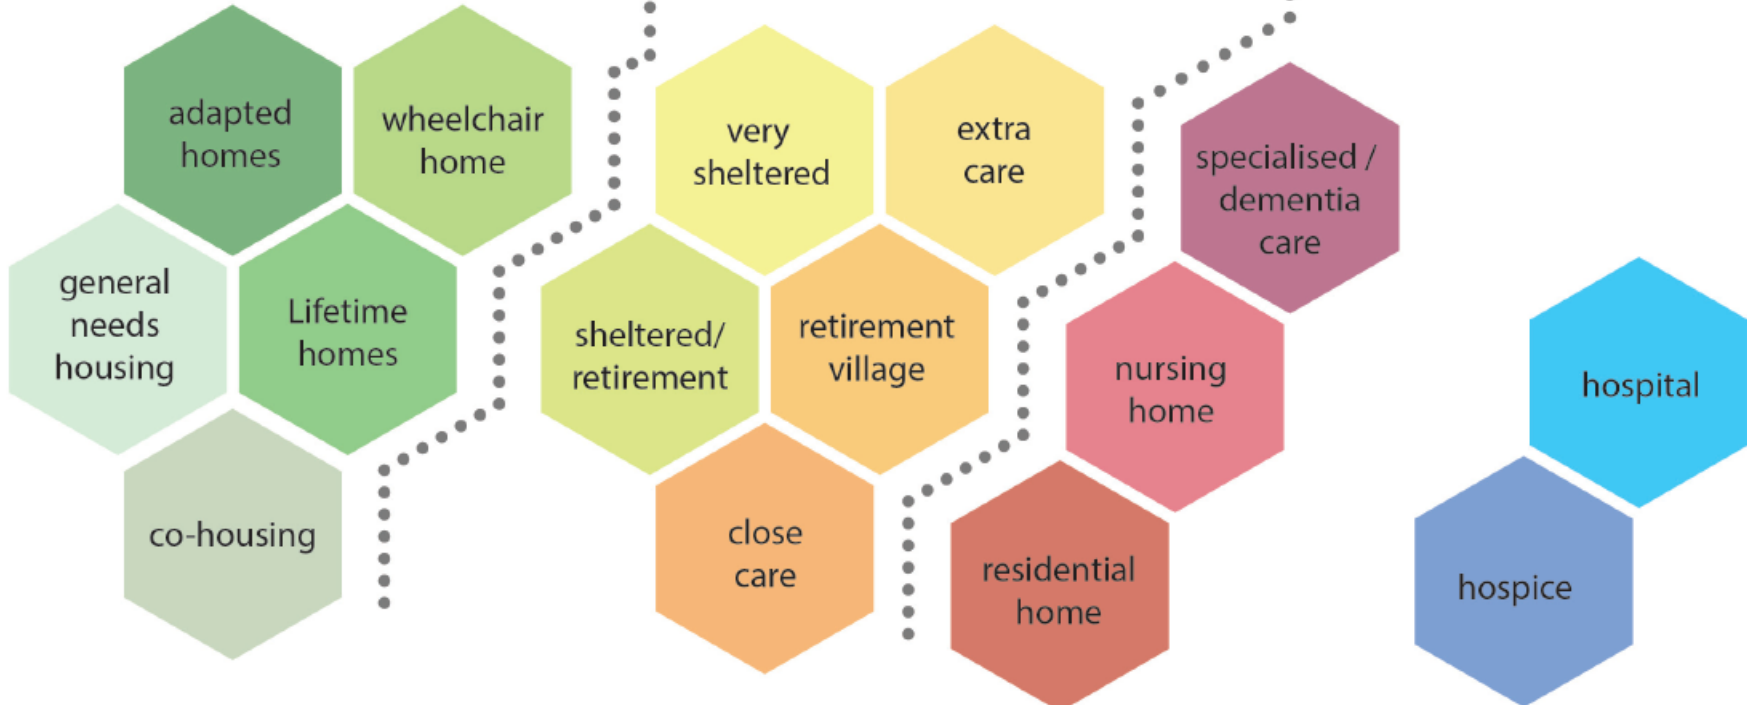 adapted
homes
wheelchair
home
general
needs
housing
Lifetime
homes
co-housing
very
sheltered
extra
care
sheltered/
retirement
retirement
village
close
care
specialised /
dementia
care
nursing
home
residential
home
hospital
hospice